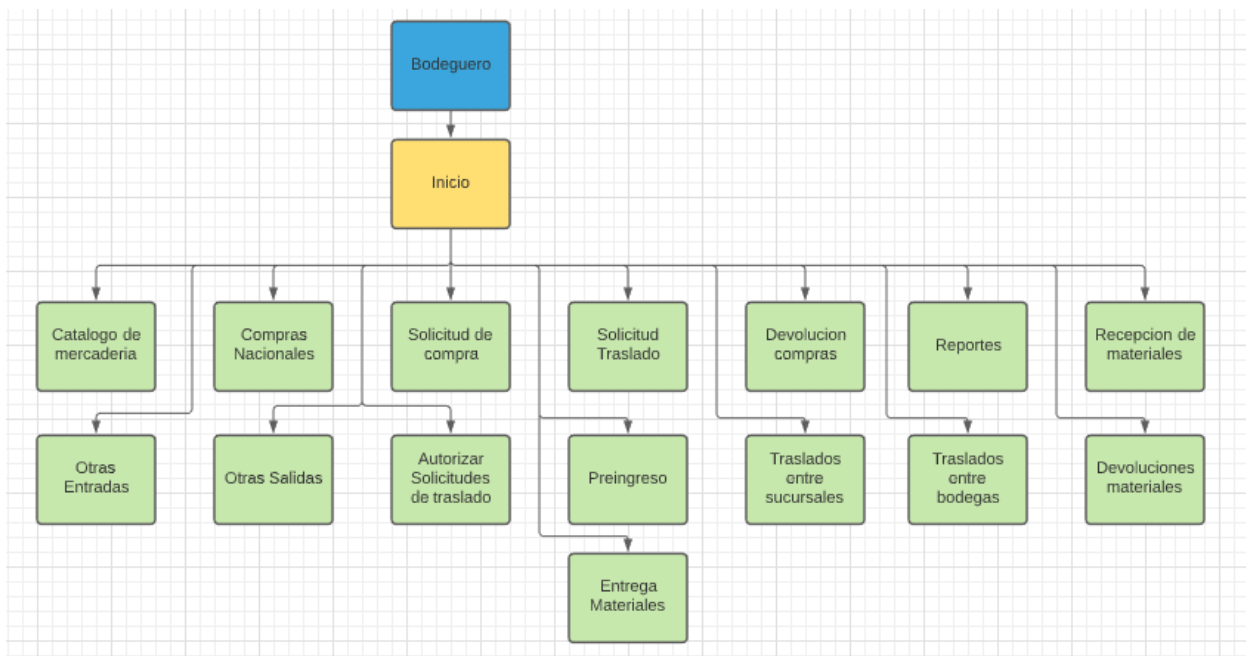 Bodeguero
Inicio
Catalogo de
mercaderia
Compras
Nacionales
Solicitud de
compra
Solicitud
Traslado
Devolucion
compras
Reportes
Recepcion de
materiales
Otras
Entradas
Otras Salidas
Autorizar
Solicitudes
de traslado
Preingreso
Traslados
entre
sucursales
Traslados
entre
bodegas
Devoluciones
materiales
Entrega
Materiales